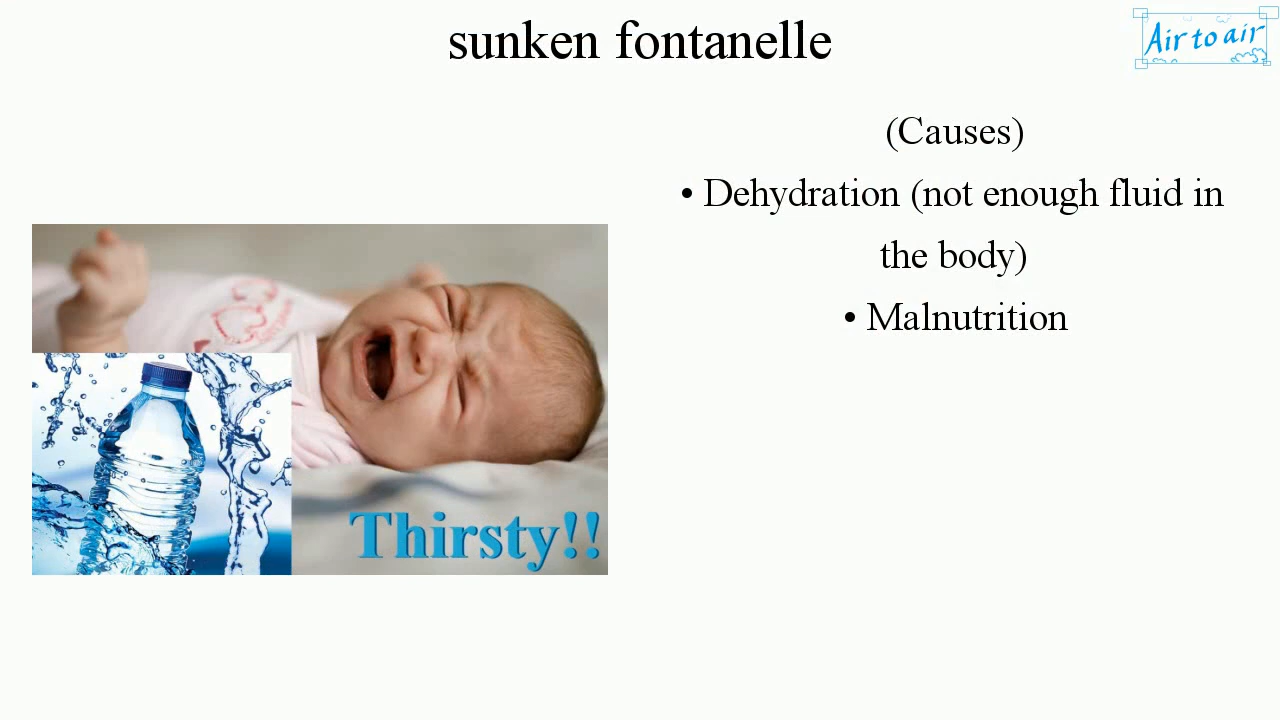 sunken fontanelle
Air to air
(Causes)
• Dehydration (not enough fluid in
the body)
• Malnutrition
Thirsty!!